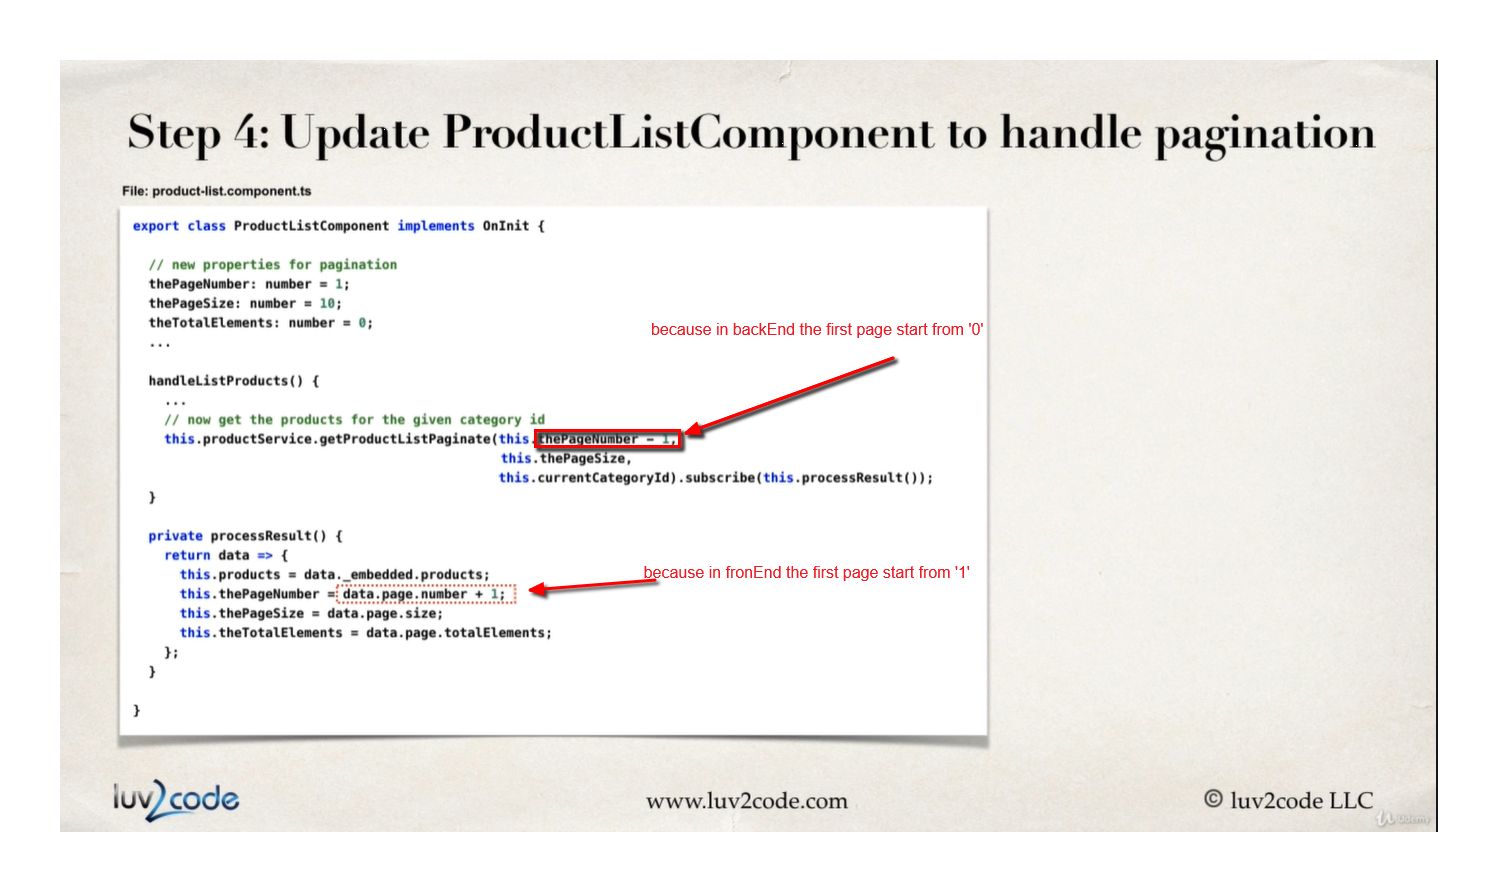 Step 4: Update ProductListComponent to handle pagination
File: product-list.component.ts
export class ProductListComponent implements OnInit {
// new properties for pagination
thePageNumber: number = 1;
thePageSize: number = 10;
theTotalElements: number = 0;
...
because in backEnd the first page start from '0'
handleListProducts() {
...
// now get the products for the given category id
this.productService.getProductListPaginate(this.thePageNumber - 1,
this.thePageSize,
this.currentCategoryId).subscribe(this.processResult());
}
private processResult() {
return data => {
because in fronEnd the first page start from '1'
this.products = data._embedded.products;
this.thePageNumber = data.page.number + 1;
this.thePageSize = data.page.size;
this.theTotalElements = data.page.totalElements;
};
}
}
luv2code
www.luv2code.com
© luv2code LLC
Udemy